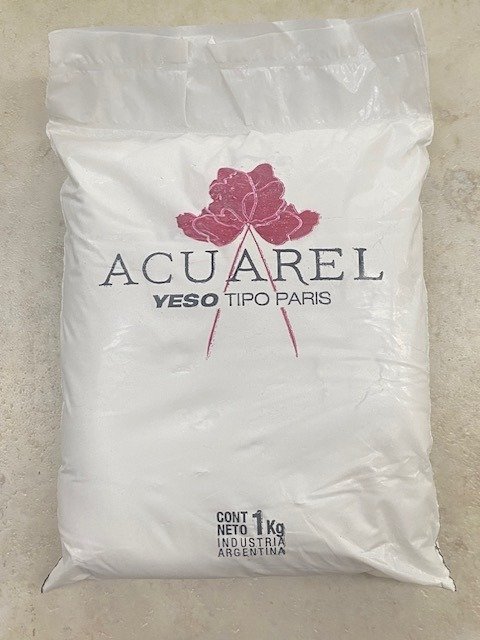 ACUAREL
YESO TIPO PARIS
CONT NETO 1Kg
INDUSTRIA
ARGENTINA